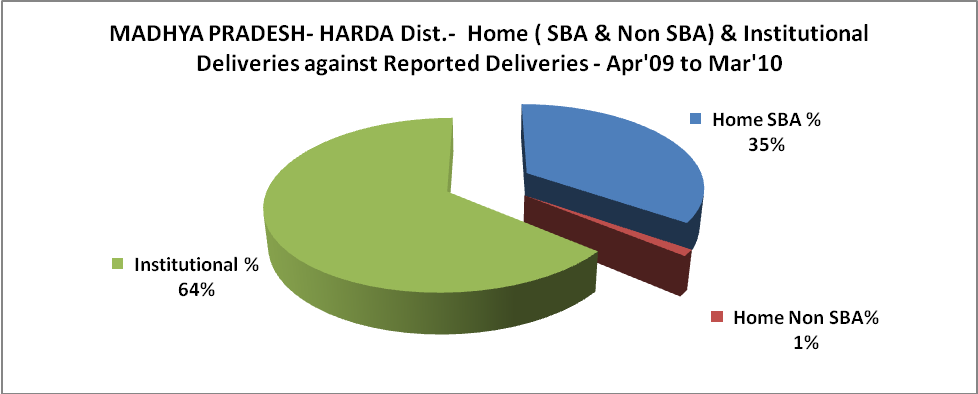 MADHYA PRADESH- HARDA Dist.- Home ( SBA & Non SBA) & Institutional
Deliveries against Reported Deliveries - Apr'09 to Mar'10
Home SBA %
35%
Institutional %
64%
Home Non SBA%
1%